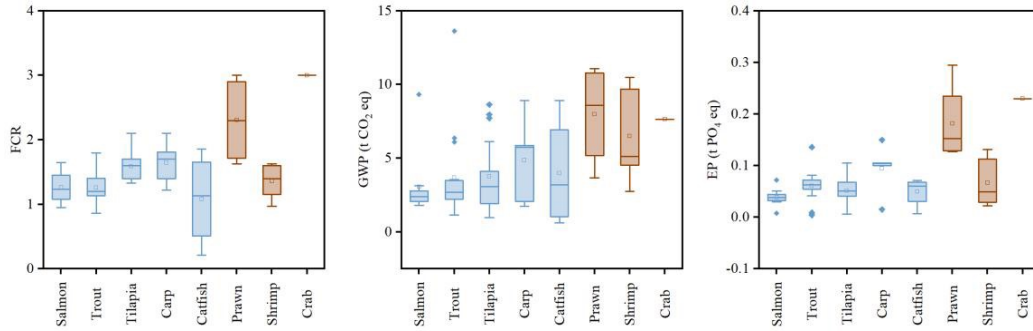 FCR
4
3
2
1
0
Salmon
Trout
Tilapia
Carp
Catfish
Prawn
Shrimp
Crab
GWP (t CO₂ eq)
15
10
5
0
Salmon
Trout
Tilapia
Carp
Catfish
Prawn
Shrimp
Crab
EP (t PO₄ eq)
0.4
0.3
0.2
0.1
0.0
-0.1
Salmon
Trout
Tilapia
Carp
Catfish
Prawn
Shrimp
Crab